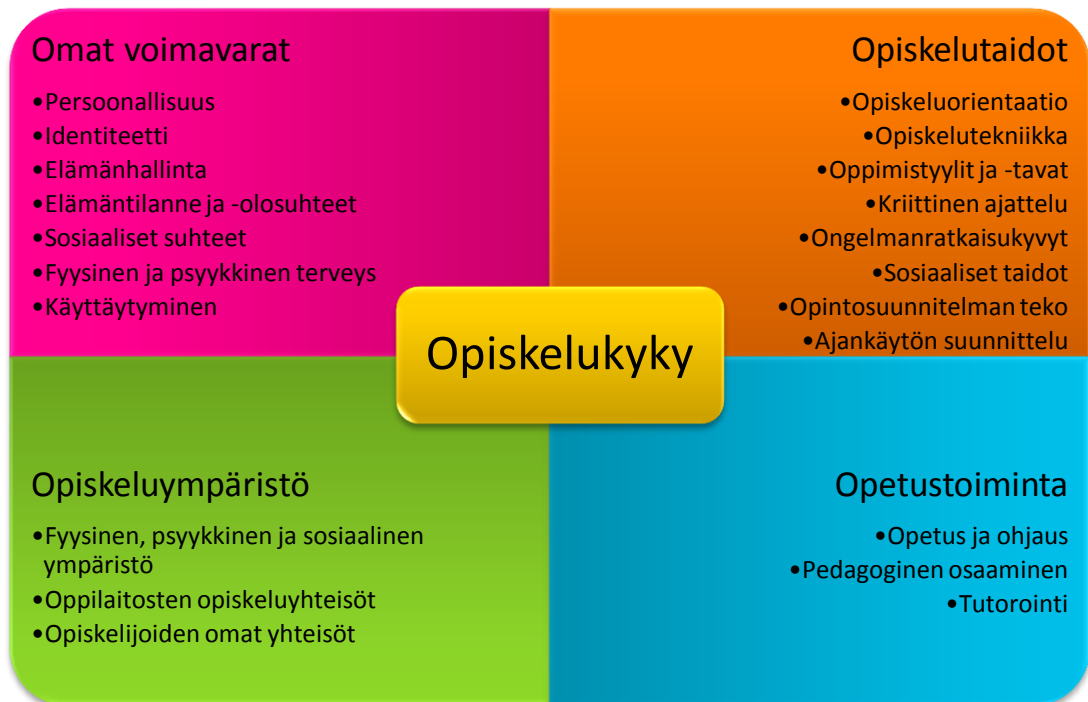 Omat voimavarat
•Persoonallisuus
•Identiteetti
•Elämänhallinta
•Elämäntilanne ja -olosuhteet
•Sosiaaliset suhteet
•Fyysinen ja psyykkinen terveys
•Käyttäytyminen
Opiskelutaidot
•Opiskeluorientaatio
•Opiskelutekniikka
•Oppimistyylit ja -tavat
•Kriittinen ajattelu
•Ongelmanratkaisukyvyt
•Sosiaaliset taidot
•Opintosuunnitelman teko
•Ajankäytön suunnittelu
Opiskelukyky
Opiskeluympäristö
•Fyysinen, psyykkinen ja sosiaalinen
ympäristö
•Oppilaitosten opiskeluyhteisöt
•Opiskelijoiden omat yhteisöt
Opetustoiminta
•Opetus ja ohjaus
•Pedagoginen osaaminen
•Tutorointi